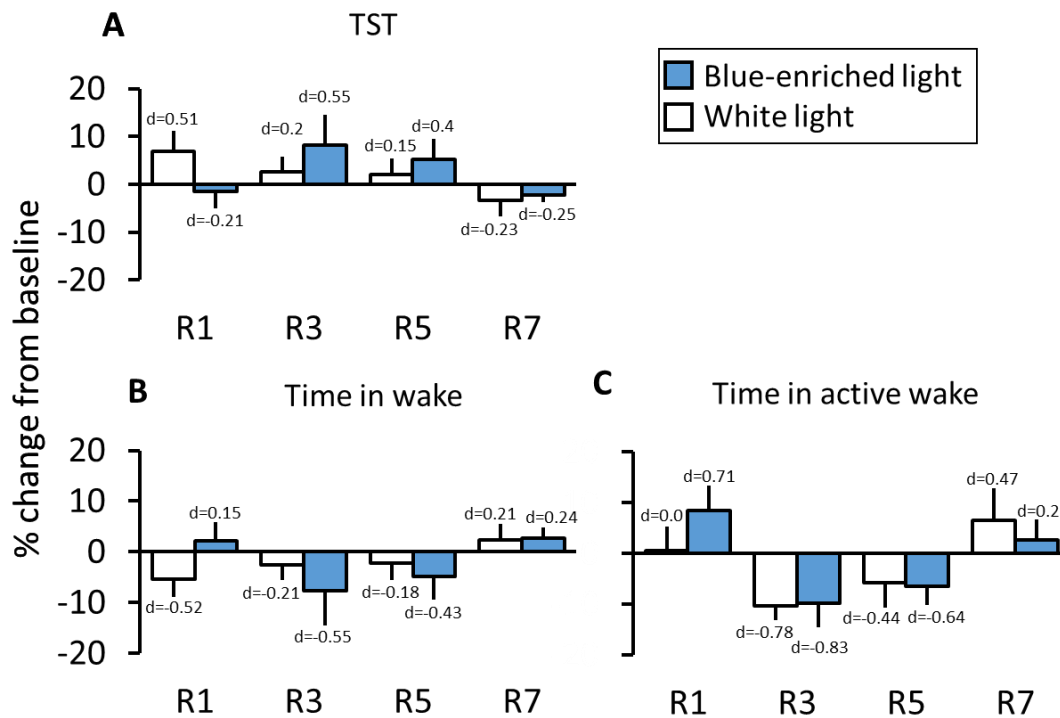 A
TST
Blue-enriched light
White light
% change from baseline
20
10
0
-10
-20
d=0.51
d=-0.21
d=0.2
d=0.55
d=0.15
d=0.4
d=-0.23
d=-0.25
R1 R3 R5 R7
B
Time in wake
20
10
0
-10
-20
d=-0.52
d=0.15
d=-0.21
d=-0.55
d=-0.18
d=-0.43
d=0.21
d=0.24
R1 R3 R5 R7
C
Time in active wake
d=0.0
d=0.71
d=-0.78
d=-0.83
d=-0.44
d=-0.64
d=0.47
d=0.2
R1 R3 R5 R7